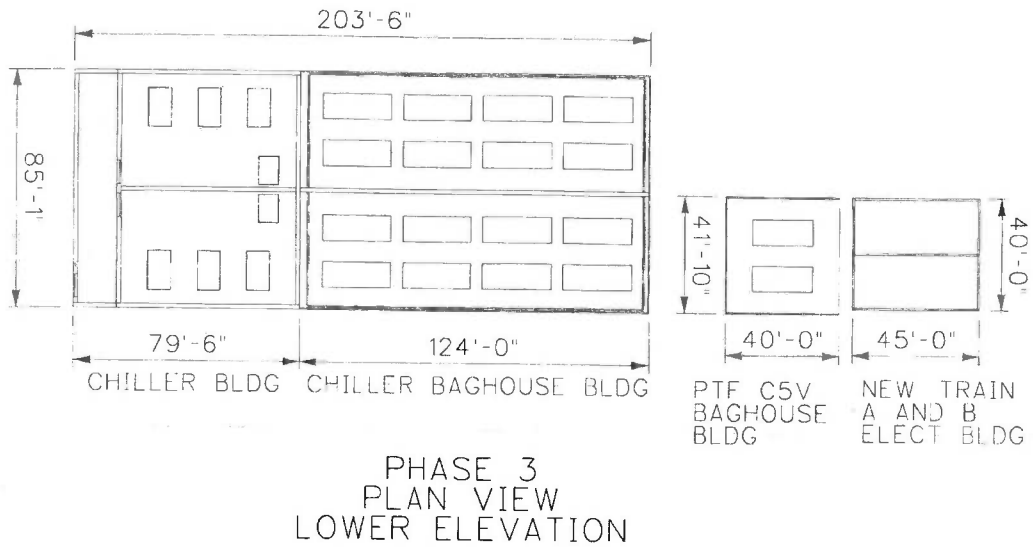 203'-6"
85'-1"
41'-10"
40'-0"
79'-6"
124'-0"
40'-0"
45'-0"
CHILLER BLDG
CHILLER BAGHOUSE BLDG
PTF C5V
BAGHOUSE
BLDG
NEW TRAIN
A AND B
ELECT BLDG
PHASE 3
PLAN VIEW
LOWER ELEVATION